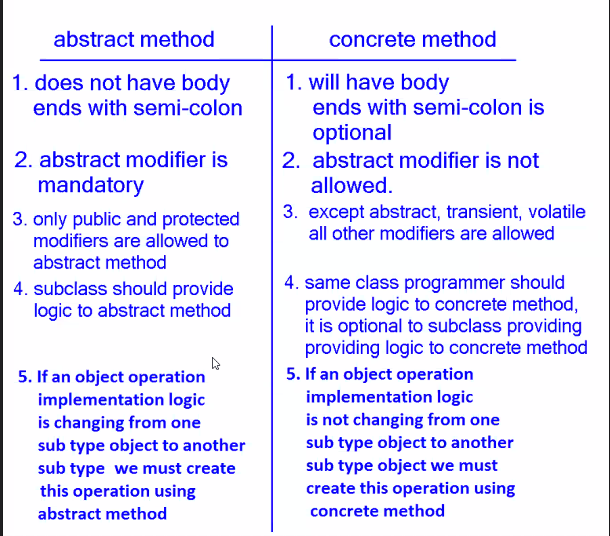 abstract method
1. does not have body
ends with semi-colon
2. abstract modifier is
mandatory
3. only public and protected
modifiers are allowed to
abstract method
4. subclass should provide
logic to abstract method
5. If an object operation
implementation logic
is changing from one
sub type object to another
sub type we must create
this operation using
abstract method
concrete method
1. will have body
ends with semi-colon is
optional
2. abstract modifier is not
allowed.
3. except abstract, transient, volatile
all other modifiers are allowed
4. same class programmer should
provide logic to concrete method,
it is optional to subclass providing
providing logic to concrete method
5. If an object operation
implementation logic
is not changing from one
sub type object to another
sub type object we must
create this operation using
concrete method